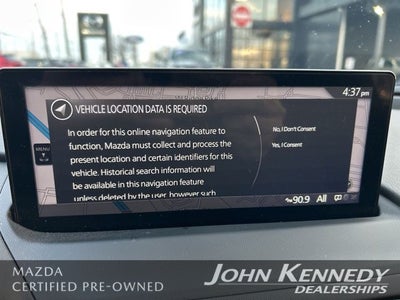 4:37 pm
VEHICLE LOCATION DATA IS REQUIRED
In order for this online navigation feature to
function, Mazda must collect and process the
present location and certain identifiers for this
vehicle. Historical search information will
be available in this navigation feature
unless deleted by the user, however such
No, I Don't Consent
Yes, I Consent
MENU
90.9 All
MAZDA
CERTIFIED PRE-OWNED
JOHN KENNEDY
DEALERSHIPS